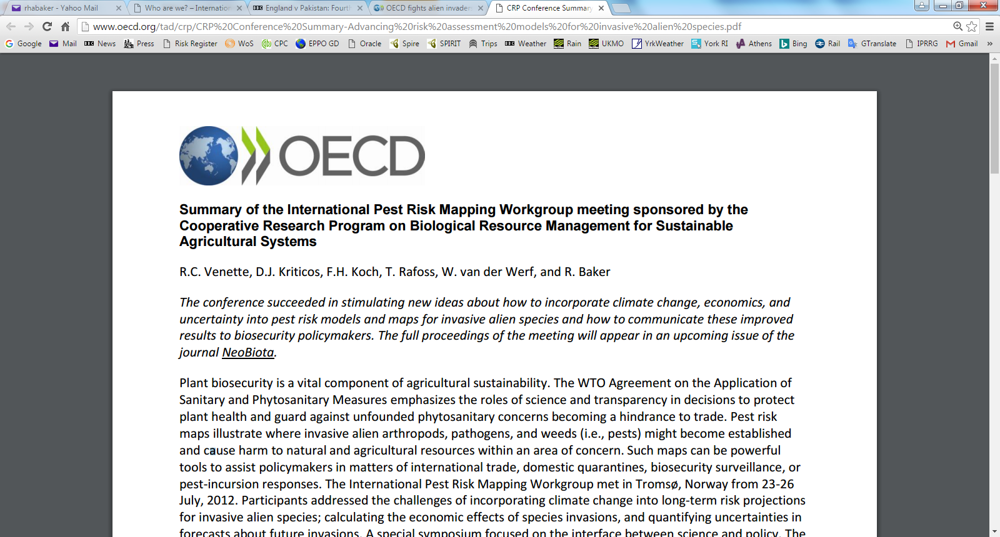 rhabaker - Yahoo Mail
Who are we? – Internation
BBC England v Pakistan: Fourth
OECD fights alien invaders
CRP Conference Summary
www.oecd.org/tad/crp/CRP%20Conference%20Summary-Advancing%20risk%20assessment%20models%20for%20invasive%20alien%20species.pdf
Google Mail BBC News Press Risk Register WoS CPC EPPO GD Oracle Spire SPIRIT Trips BBC Weather Rain UKMO YrkWeather York RI Athens Bing Rail GTranslate IPRRG Gmail »
OECD
Summary of the International Pest Risk Mapping Workgroup meeting sponsored by the
Cooperative Research Program on Biological Resource Management for Sustainable
Agricultural Systems
R.C. Venette, D.J. Kriticos, F.H. Koch, T. Rafoss, W. van der Werf, and R. Baker
The conference succeeded in stimulating new ideas about how to incorporate climate change, economics, and
uncertainty into pest risk models and maps for invasive alien species and how to communicate these improved
results to biosecurity policymakers. The full proceedings of the meeting will appear in an upcoming issue of the
journal NeoBiota.
Plant biosecurity is a vital component of agricultural sustainability. The WTO Agreement on the Application of
Sanitary and Phytosanitary Measures emphasizes the roles of science and transparency in decisions to protect
plant health and guard against unfounded phytosanitary concerns becoming a hindrance to trade. Pest risk
maps illustrate where invasive alien arthropods, pathogens, and weeds (i.e., pests) might become established
and cause harm to natural and agricultural resources within an area of concern. Such maps can be powerful
tools to assist policymakers in matters of international trade, domestic quarantines, biosecurity surveillance, or
pest-incursion responses. The International Pest Risk Mapping Workgroup met in Tromsø, Norway from 23-26
July, 2012. Participants addressed the challenges of incorporating climate change into long-term risk projections
for invasive alien species; calculating the economic effects of species invasions, and quantifying uncertainties in
forecasts about future invasions. A special symposium focused on the interface between science and policy. The